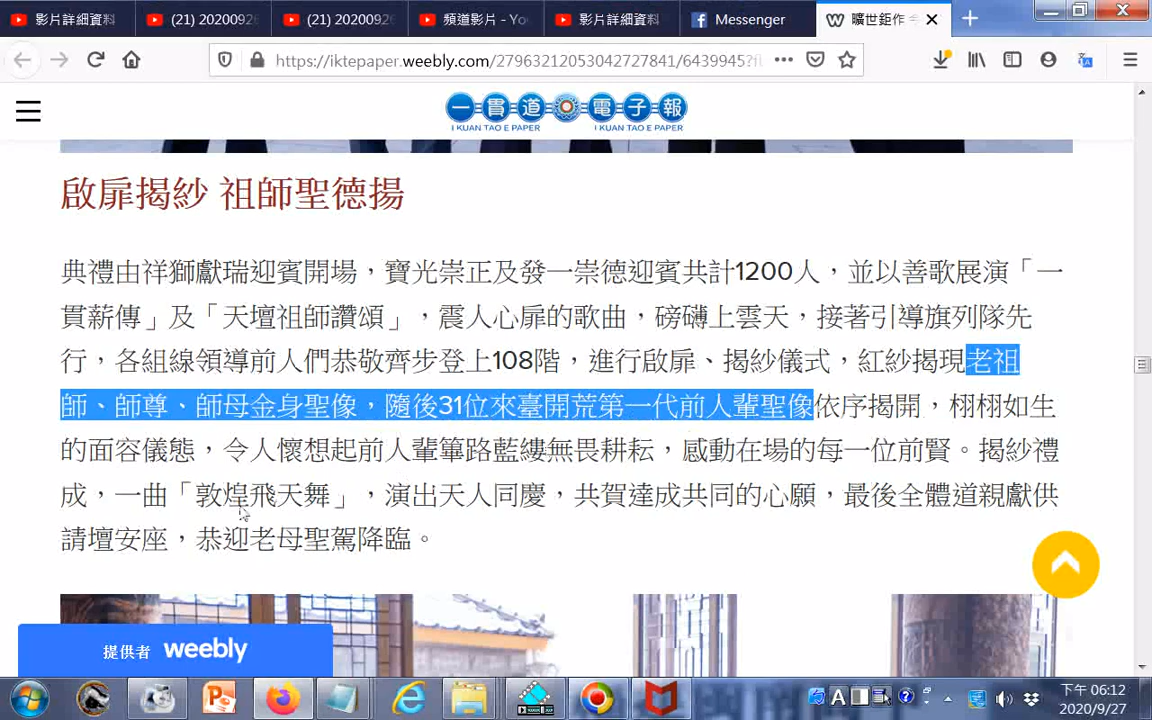 (21) 2020092
(21) 2020092
頻道影片 - Yo
影片詳細資料
Messenger
曠世鉅作
https://iktepaper.weebly.com/27963212053042727841/6439945?f
一貫道電子報
I KUAN TAO E PAPER I KUAN TAO E PAPER
啟扉揭紗 祖師聖德揚
典禮由祥獅獻瑞迎賓開場，寶光崇正及發一崇德迎賓共計1200人，並以善歌展演「一
貫薪傳」及「天壇祖師讚頌」，震人心扉的歌曲，磅礴上雲天，接著引導旗列隊先
行，各組線領導前人們恭敬齊步登上108階，進行啟扉、揭紗儀式，紅紗揭現老祖
師、師尊、師母金身聖像，隨後31位來臺開荒第一代前人輩聖像依序揭開，栩栩如生
的面容儀態，令人懷想起前人輩篳路藍縷無畏耕耘，感動在場的每一位前賢。揭紗禮
成，一曲「敦煌飛天舞」，演出天人同慶，共賀達成共同的心願，最後全體道親獻供
請壇安座，恭迎老母聖駕降臨。
提供者 weebly
下午 06:12
2020/9/27